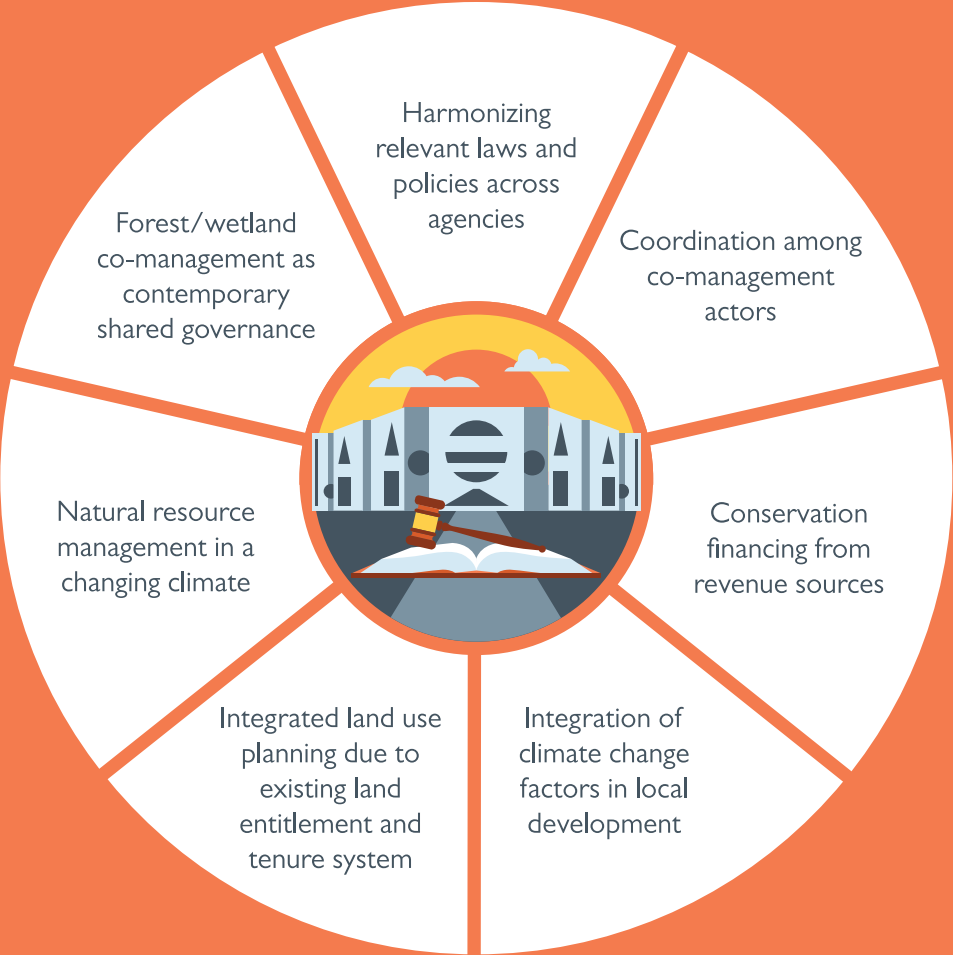 Harmonizing
relevant laws and
policies across
agencies
Coordination among
co-management
actors
Conservation
financing from
revenue sources
Integration of
climate change
factors in local
development
Integrated land use
planning due to
existing land
entitlement and
tenure system
Natural resource
management in a
changing climate
Forest/wetland
co-management as
contemporary
shared governance